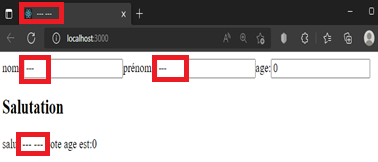 --- ---
localhost:3000
nom --- prénom --- age: 0
Salutation
salu --- --- ote age est:0